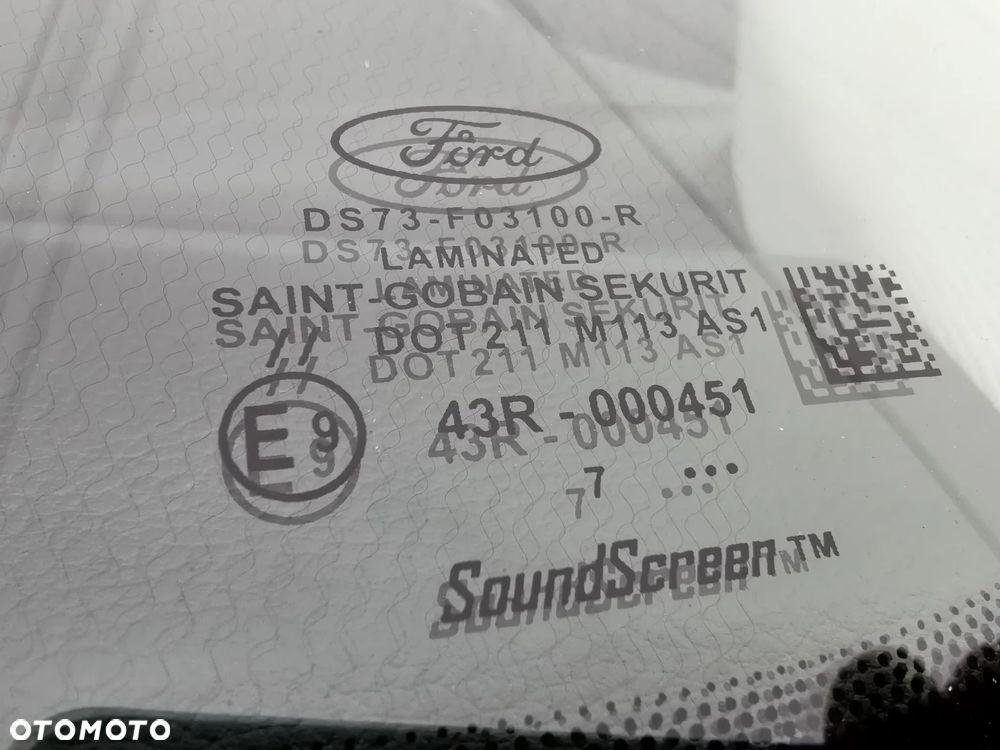 Ford
DS73-F03100-R
LAMINATED
SAINT-GOBAIN SEKURIT
DOT 211 M113 AS1
E9
43R - 000451
7 ...
SoundScreen™
OTOMOTO